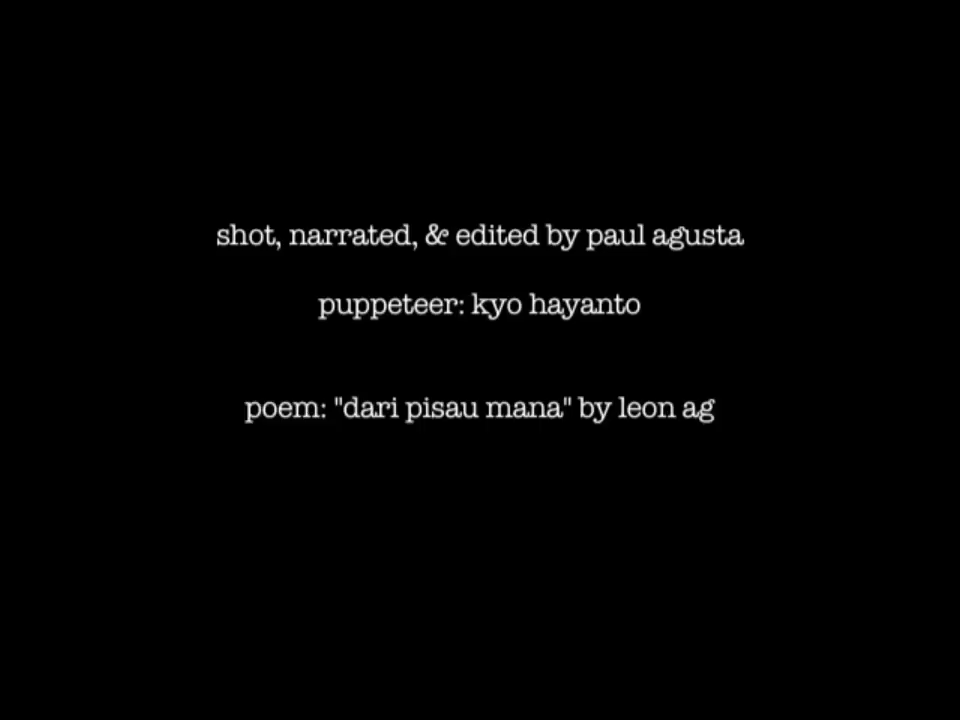 shot, narrated, & edited by paul agusta
puppeteer: kyo hayanto
poem: "dari pisau mana" by leon ag